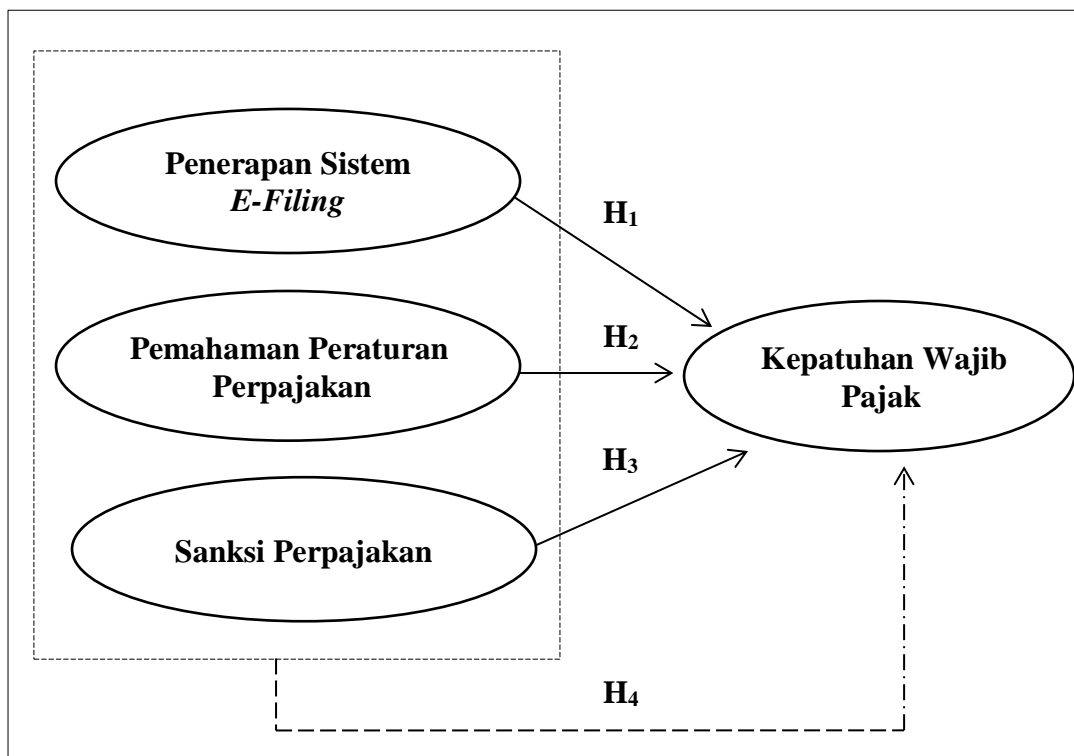 Penerapan Sistem
E-Filing
H1
Pemahaman Peraturan
Perpajakan
H2
Kepatuhan Wajib
Pajak
H3
Sanksi Perpajakan
H4